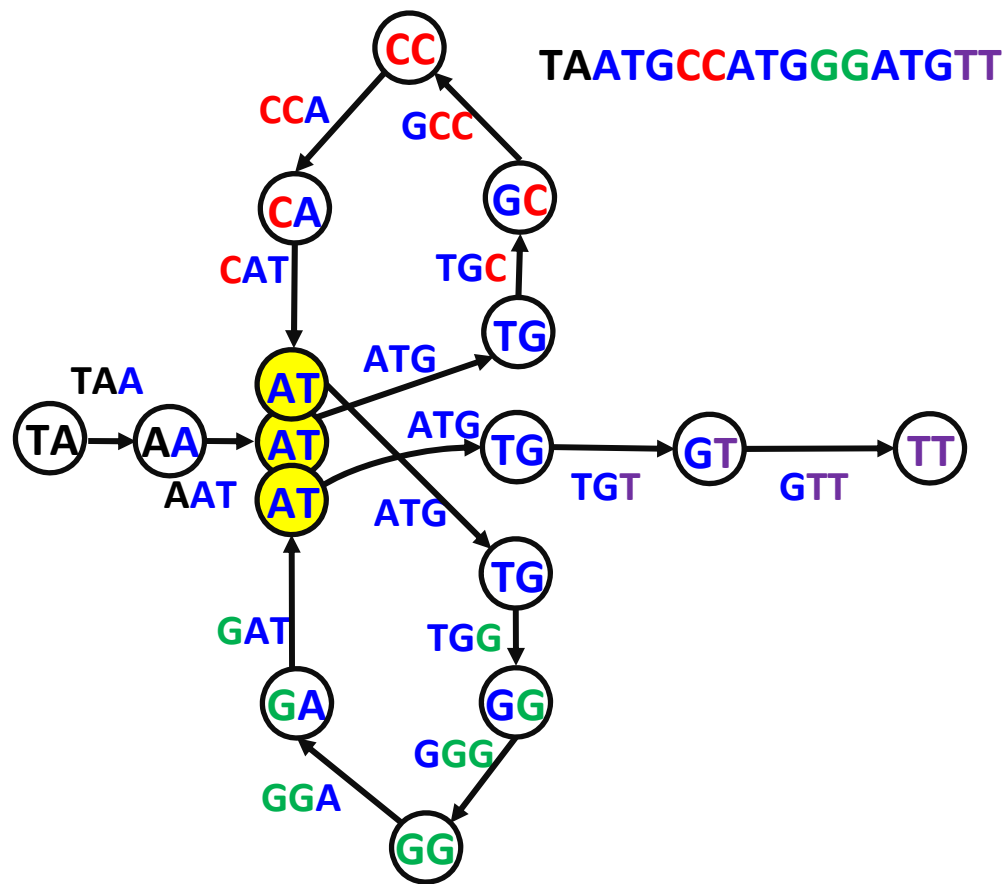 CC
TAATGCCATGGGATGTT
CCA
GCC
CA
GC
CAT
TGC
TG
ATG
AT
TAA
TA
AA
AT
ATG
TG
GT
TT
AAT
AT
ATG
TGT
GTT
TG
GAT
TGG
GA
GG
GGG
GGA
GG